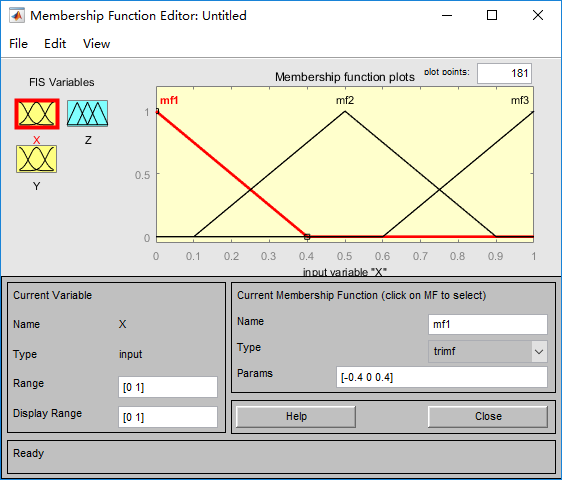 Membership Function Editor: Untitled
File Edit View
FIS Variables
X
Z
Y
Membership function plots
plot points:
181
mf1
mf2
mf3
1
0.5
0
0 0.1 0.2 0.3 0.4 0.5 0.6 0.7 0.8 0.9 1
input variable "X"
Current Variable
Name X
Type input
Range [0 1]
Display Range [0 1]
Current Membership Function (click on MF to select)
Name mf1
Type trimf
Params [-0.4 0 0.4]
Help Close
Ready